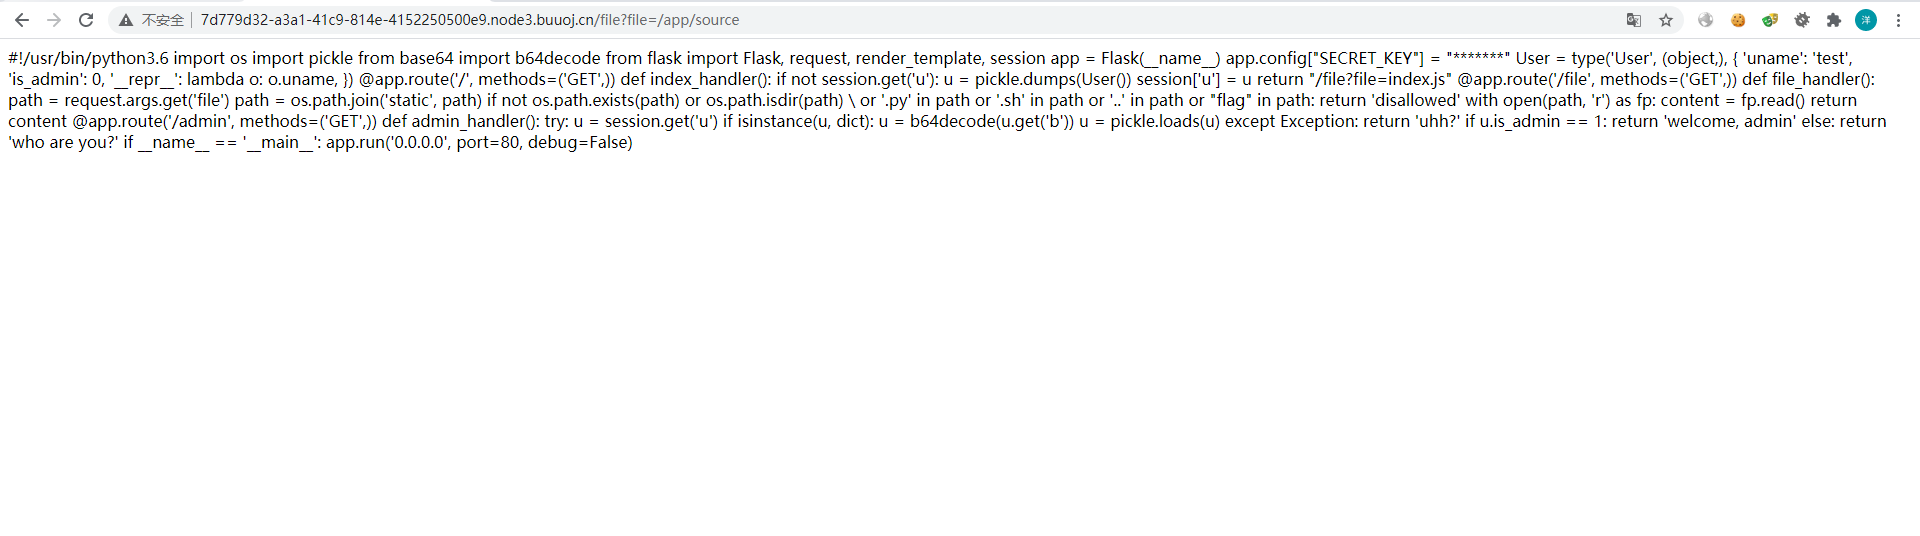 不安全 7d779d32-a3a1-41c9-814e-4152250500e9.node3.buuoj.cn/file?file=/app/source
洋
#!/usr/bin/python3.6 import os import pickle from base64 import b64decode from flask import Flask, request, render_template, session app = Flask(__name__) app.config["SECRET_KEY"] = "*******" User = type('User', (object,), { 'uname': 'test',
'is_admin': 0, '__repr__': lambda o: o.uname, }) @app.route('/', methods=('GET',)) def index_handler(): if not session.get('u'): u = pickle.dumps(User()) session['u'] = u return "/file?file=index.js" @app.route('/file', methods=('GET',)) def file_handler():
path = request.args.get('file') path = os.path.join('static', path) if not os.path.exists(path) or os.path.isdir(path) \ or '.py' in path or '.sh' in path or '..' in path or "flag" in path: return 'disallowed' with open(path, 'r') as fp: content = fp.read() return
content @app.route('/admin', methods=('GET',)) def admin_handler(): try: u = session.get('u') if isinstance(u, dict): u = b64decode(u.get('b')) u = pickle.loads(u) except Exception: return 'uhh?' if u.is_admin == 1: return 'welcome, admin' else: return
'who are you?' if __name__ == '__main__': app.run('0.0.0.0', port=80, debug=False)